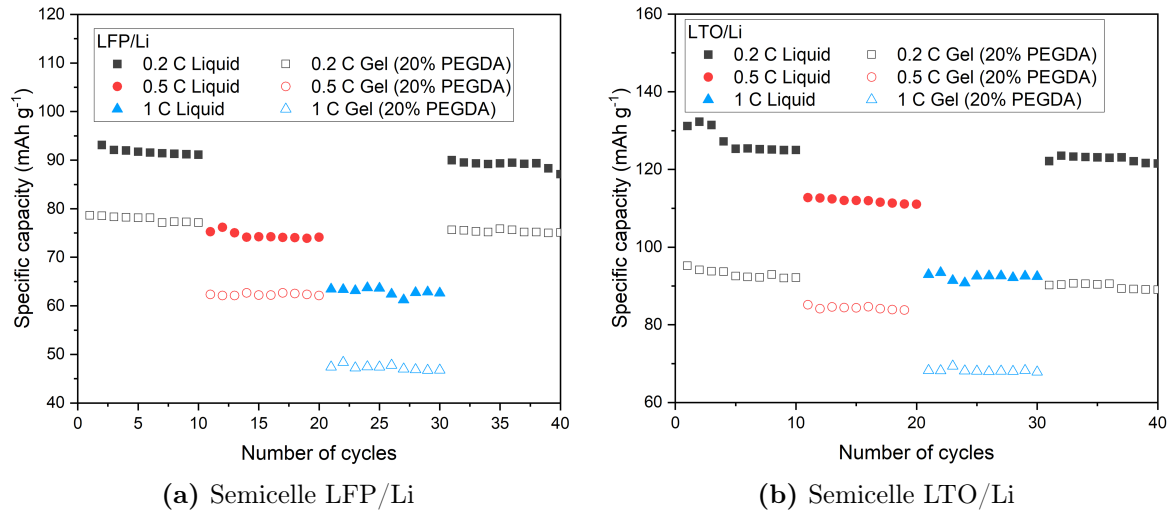 120
110
100
90
80
70
60
50
40
Specific capacity (mAh g⁻¹)
LFP/Li
0.2 C Liquid 0.2 C Gel (20% PEGDA)
0.5 C Liquid 0.5 C Gel (20% PEGDA)
1 C Liquid 1 C Gel (20% PEGDA)
0 5 10 15 20 25 30 35 40
Number of cycles
(a) Semicelle LFP/Li
160
140
120
100
80
60
Specific capacity (mAh g⁻¹)
LTO/Li
0.2 C Liquid 0.2 C Gel (20% PEGDA)
0.5 C Liquid 0.5 C Gel (20% PEGDA)
1 C Liquid 1 C Gel (20% PEGDA)
0 10 20 30 40
Number of cycles
(b) Semicelle LTO/Li